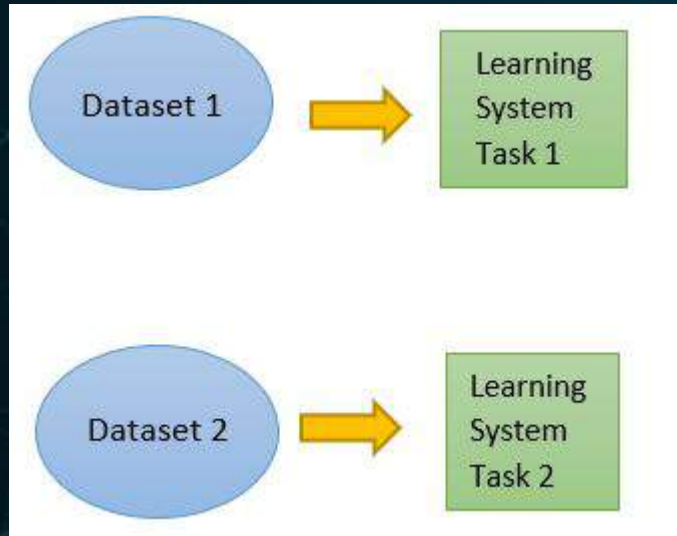 Dataset 1
Learning
System
Task 1
Dataset 2
Learning
System
Task 2